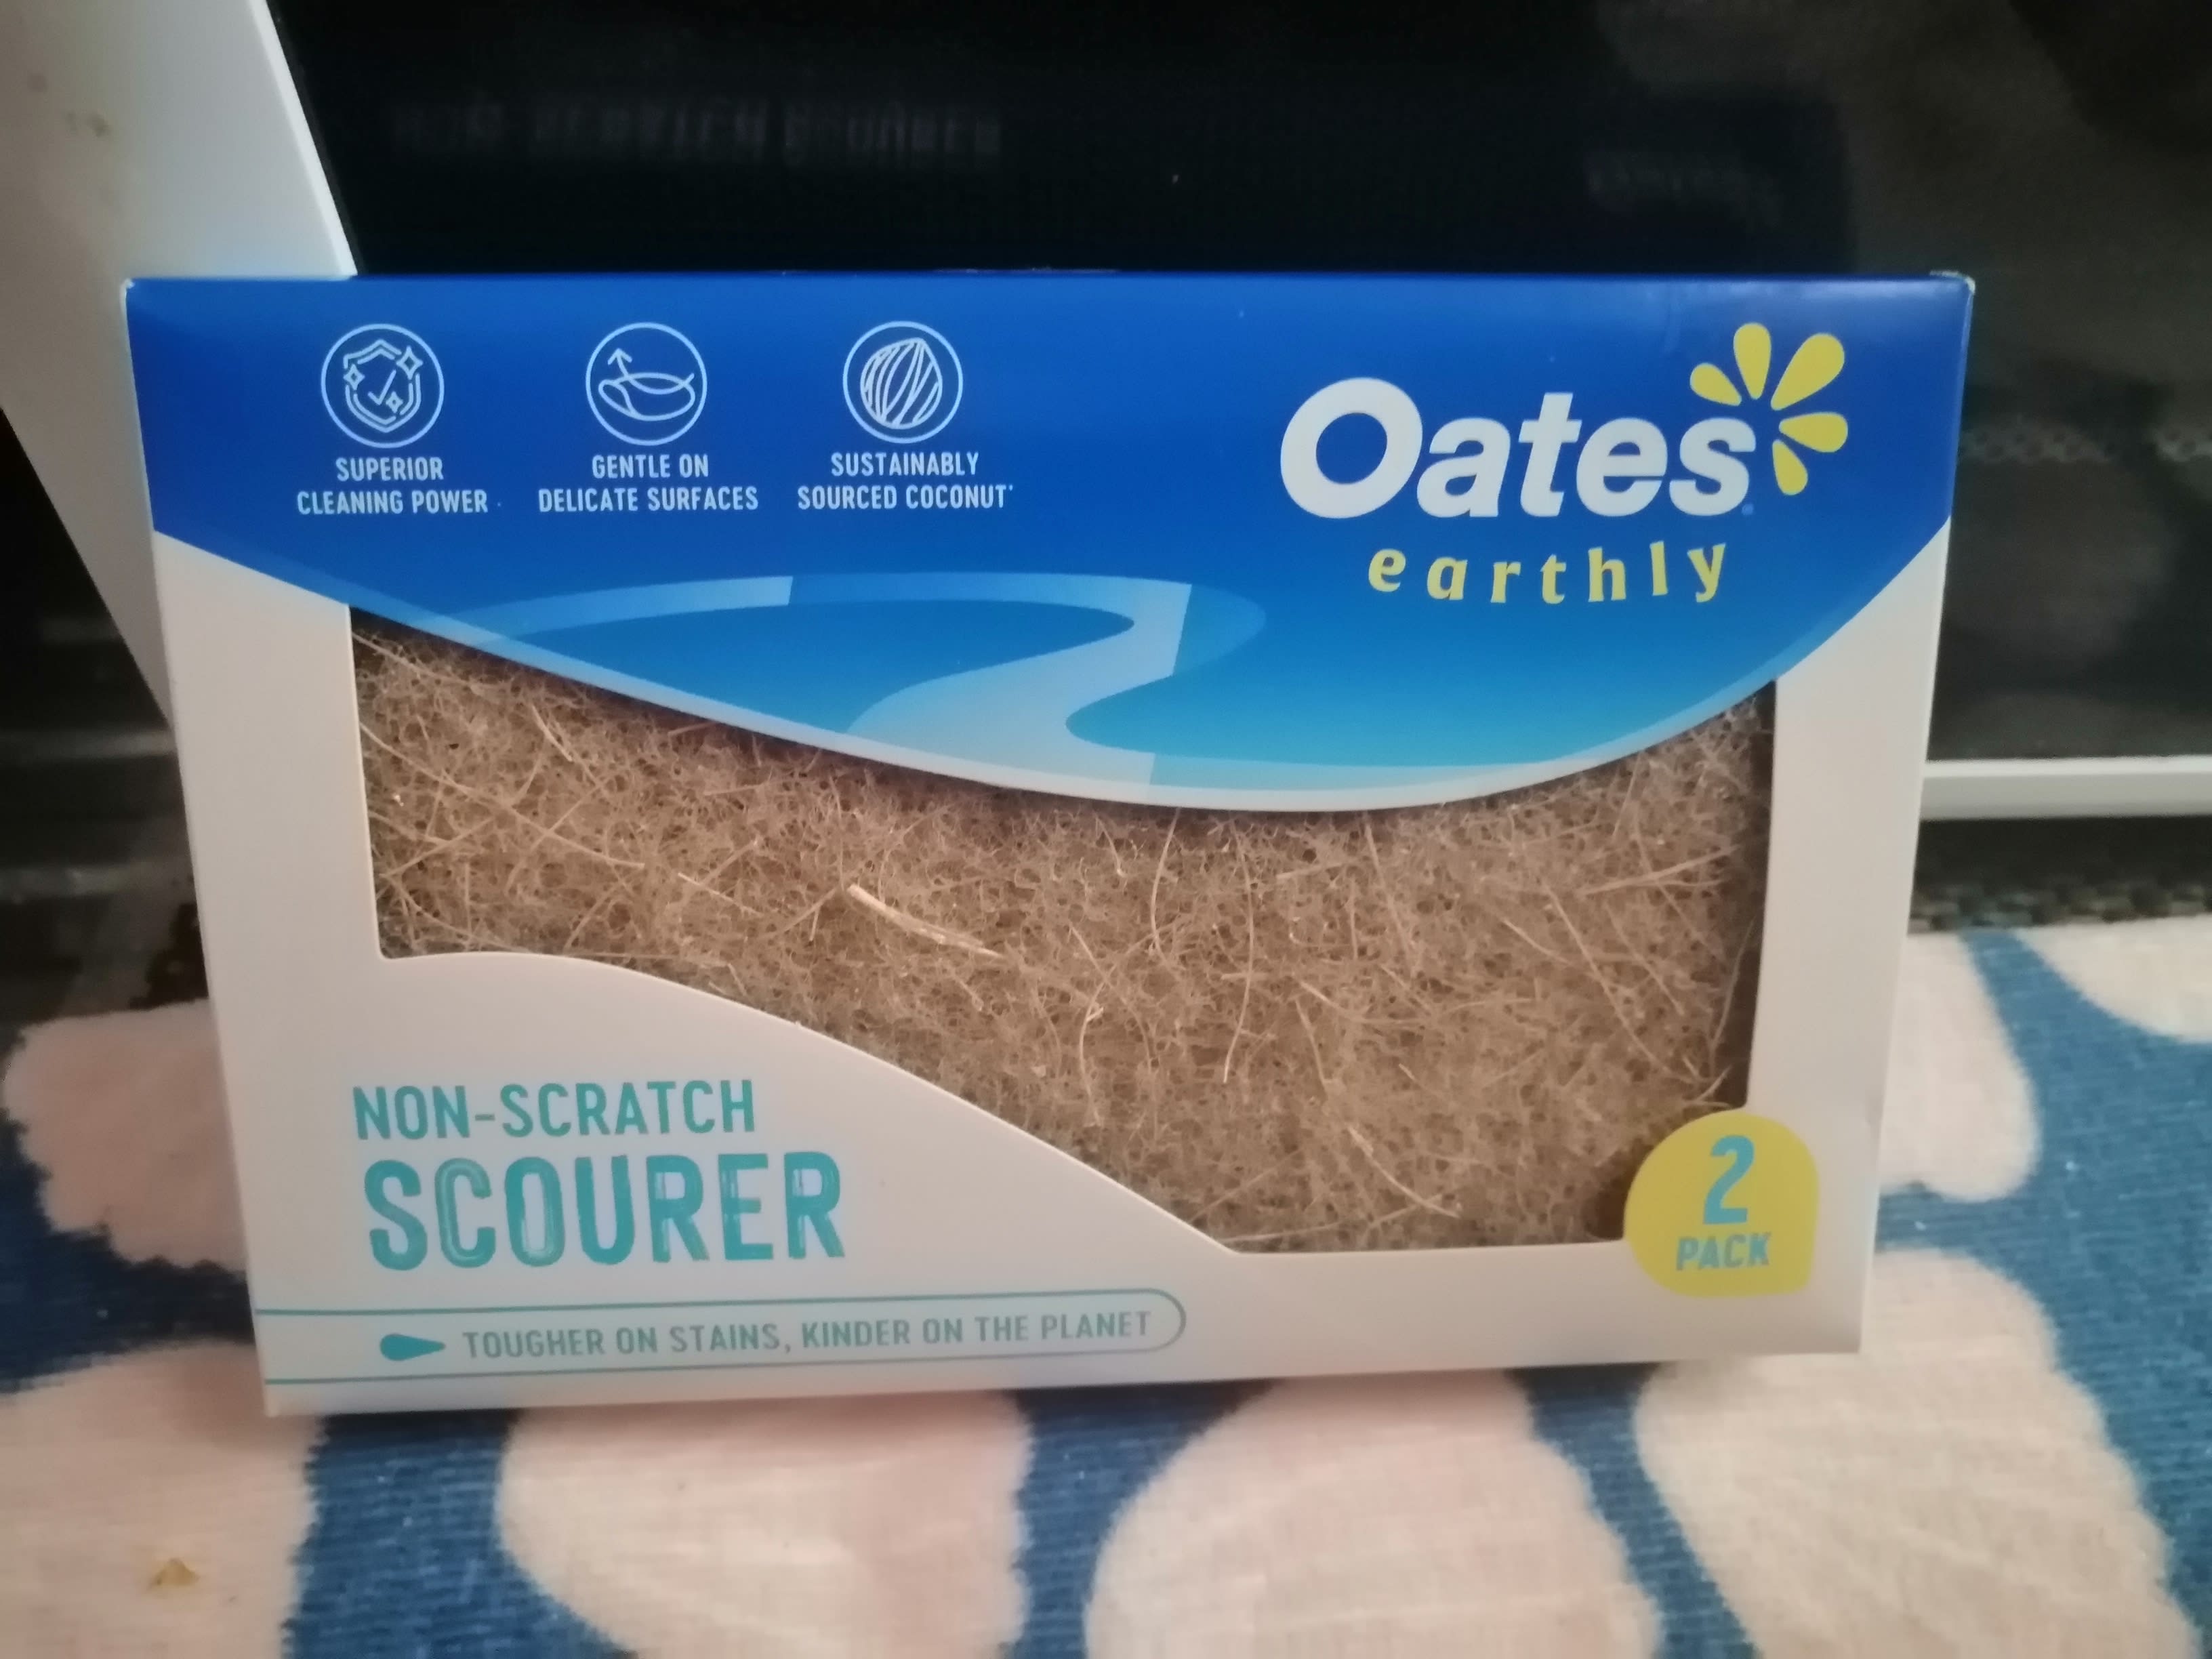 SUPERIOR
CLEANING POWER
GENTLE ON
DELICATE SURFACES
SUSTAINABLY
SOURCED COCONUT*
Oates
earthly
NON-SCRATCH
SCOURER
2
PACK
TOUGHER ON STAINS, KINDER ON THE PLANET